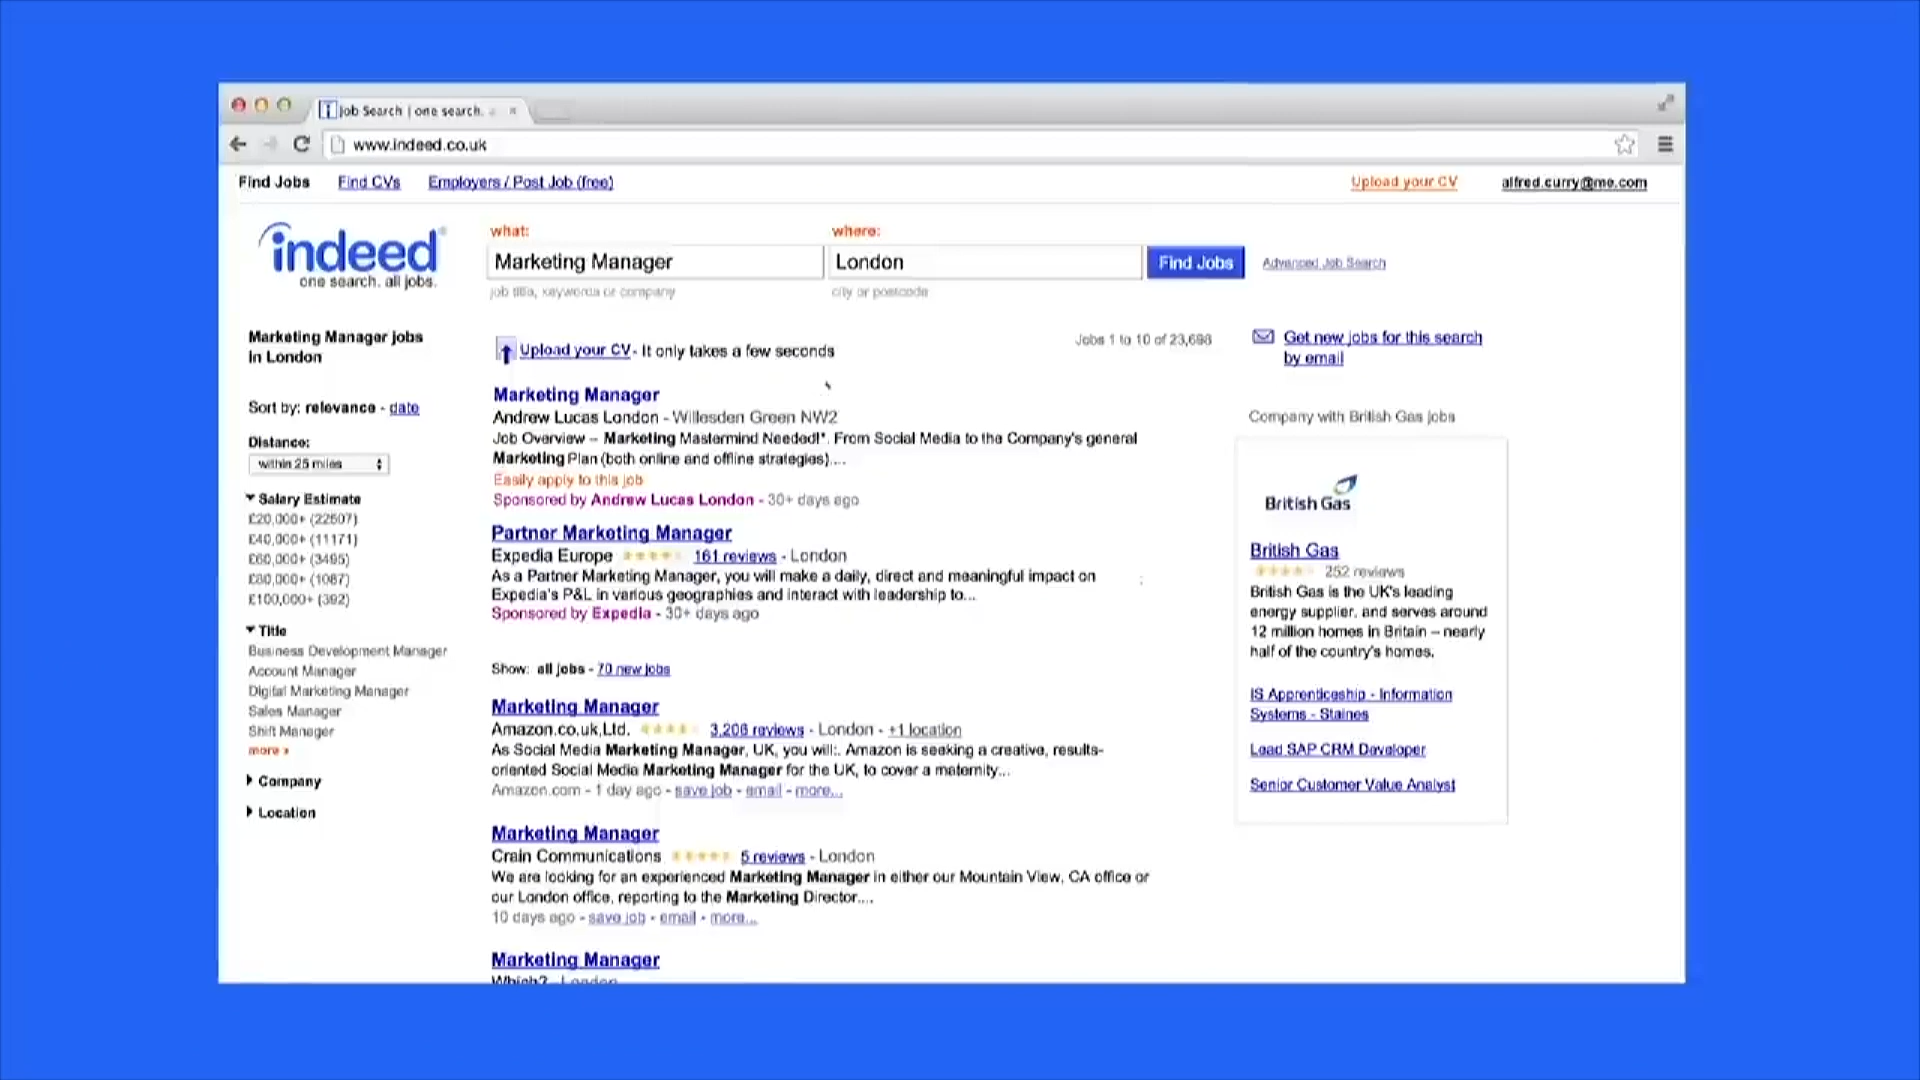 Job Search | one search.
www.indeed.co.uk
Find Jobs Find CVs Employers / Post Job (free) Upload your CV alfred.curry@me.com
indeed
one search. all jobs.
what: where:
Marketing Manager London Find Jobs Advanced Job Search
job title, keywords or company city or postcode
Marketing Manager jobs
in London
Sort by: relevance - date
Distance:
within 25 miles
Salary Estimate
£20,000+ (22507)
£40,000+ (11171)
£60,000+ (3495)
£80,000+ (1087)
£100,000+ (392)
Title
Business Development Manager
Account Manager
Digital Marketing Manager
Sales Manager
Shift Manager
more »
Company
Location
Upload your CV - It only takes a few seconds
Jobs 1 to 10 of 23,698
Marketing Manager
Andrew Lucas London - Willesden Green NW2
Job Overview – Marketing Mastermind Needed!*. From Social Media to the Company's general
Marketing Plan (both online and offline strategies)....
Easily apply to this job
Sponsored by Andrew Lucas London - 30+ days ago
Partner Marketing Manager
Expedia Europe 161 reviews - London
As a Partner Marketing Manager, you will make a daily, direct and meaningful impact on
Expedia's P&L in various geographies and interact with leadership to...
Sponsored by Expedia - 30+ days ago
Show: all jobs - 70 new jobs
Marketing Manager
Amazon.co.uk,Ltd. 3,206 reviews - London - +1 location
As Social Media Marketing Manager, UK, you will:. Amazon is seeking a creative, results-
oriented Social Media Marketing Manager for the UK, to cover a maternity...
Amazon.com - 1 day ago - save job - email - more...
Marketing Manager
Crain Communications 5 reviews - London
We are looking for an experienced Marketing Manager in either our Mountain View, CA office or
our London office, reporting to the Marketing Director....
10 days ago - save job - email - more...
Marketing Manager
Which? - London
Get new jobs for this search
by email
Company with British Gas jobs
British Gas
British Gas
252 reviews
British Gas is the UK's leading
energy supplier, and serves around
12 million homes in Britain – nearly
half of the country's homes.
IS Apprenticeship - Information
Systems - Staines
Lead SAP CRM Developer
Senior Customer Value Analyst